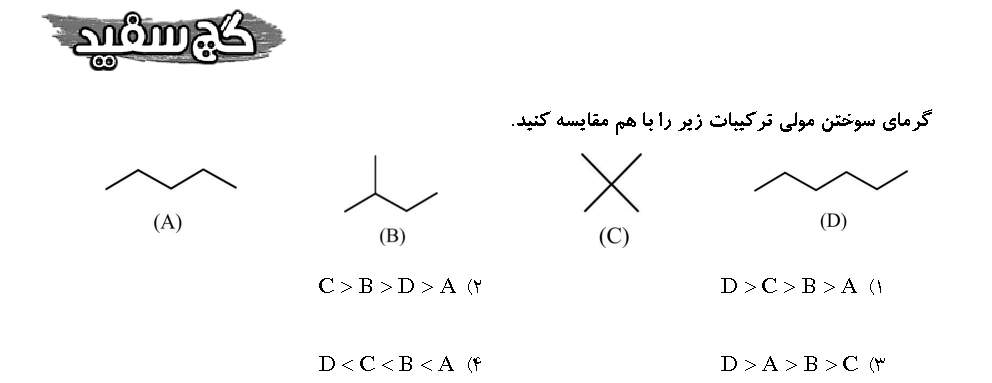 گچ سفید
گرمای سوختن مولی ترکیبات زیر را با هم مقایسه کنید.
(A) (B) (C) (D)
۱) D > C > B > A ۲) C > B > D > A
۳) D > A > B > C ۴) D < C < B < A